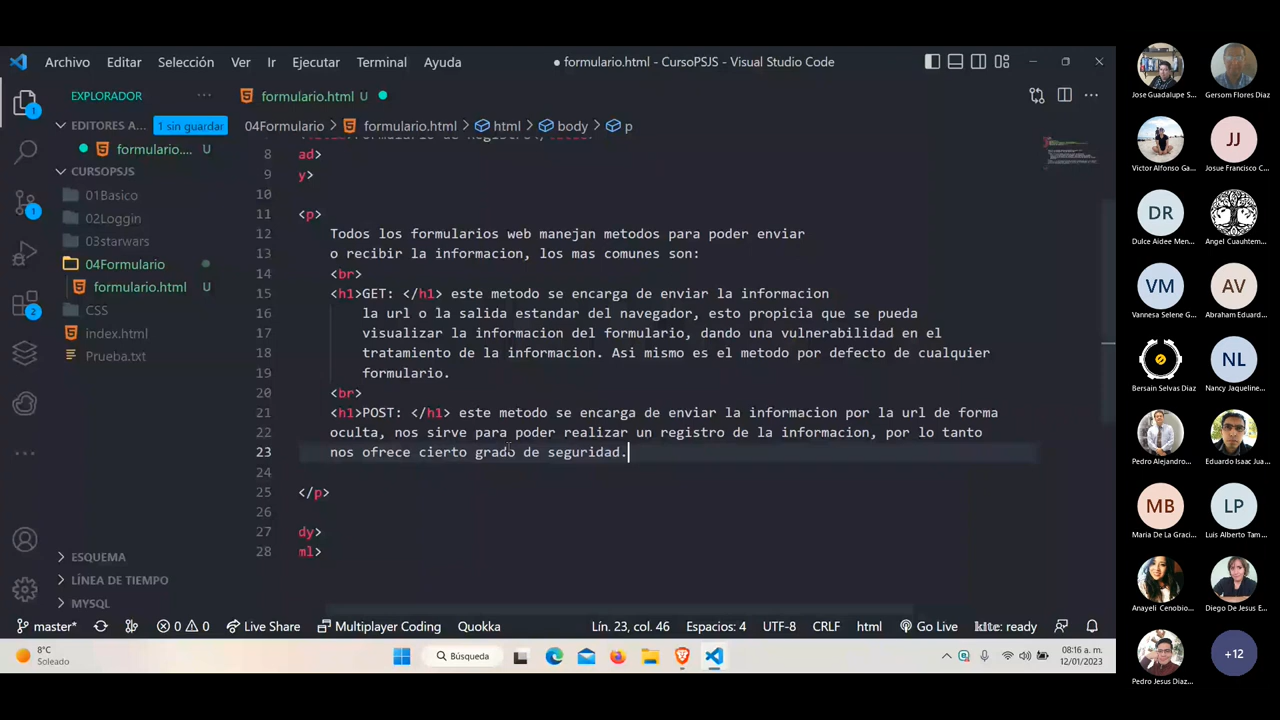 Archivo Editar Selección Ver Ir Ejecutar Terminal Ayuda
● formulario.html - CursoPSJS - Visual Studio Code
EXPLORADOR ···
formulario.html U
EDITORES A... 1 sin guardar
04Formulario > formulario.html > html > body > p
formulario.... U
CURSOPSJS
01Basico
02Loggin
03starwars
04Formulario
formulario.html U
CSS
index.html
Prueba.txt
ESQUEMA
LÍNEA DE TIEMPO
MYSQL
1
1
2
8 ad>
9 y>
10
11 <p>
12 Todos los formularios web manejan metodos para poder enviar
13 o recibir la informacion, los mas comunes son:
14 <br>
15 <h1>GET: </h1> este metodo se encarga de enviar la informacion
16 la url o la salida estandar del navegador, esto propicia que se pueda
17 visualizar la informacion del formulario, dando una vulnerabilidad en el
18 tratamiento de la informacion. Asi mismo es el metodo por defecto de cualquier
19 formulario.
20 <br>
21 <h1>POST: </h1> este metodo se encarga de enviar la informacion por la url de forma
22 oculta, nos sirve para poder realizar un registro de la informacion, por lo tanto
23 nos ofrece cierto grado de seguridad.
24
25 </p>
26
27 dy>
28 ml>
master* 0 0 Live Share Multiplayer Coding Quokka Lín. 23, col. 46 Espacios: 4 UTF-8 CRLF html Go Live kite: ready
8°C
Soleado
Búsqueda
08:16 a. m.
12/01/2023
Jose Guadalupe S...
Gersom Flores Diaz
Victor Alfonso Ga...
JJ
Josue Francisco C...
DR
Dulce Aidee Men...
Angel Cuauhtem...
VM
Vannesa Selene G...
AV
Abraham Eduard...
Bersain Selvas Diaz
NL
Nancy Jaqueline...
Pedro Alejandro...
Eduardo Isaac Jua...
MB
Maria De La Graci...
LP
Luis Alberto Tam...
Anayeli Cenobio...
Diego De Jesus E...
Pedro Jesus Diaz...
+12